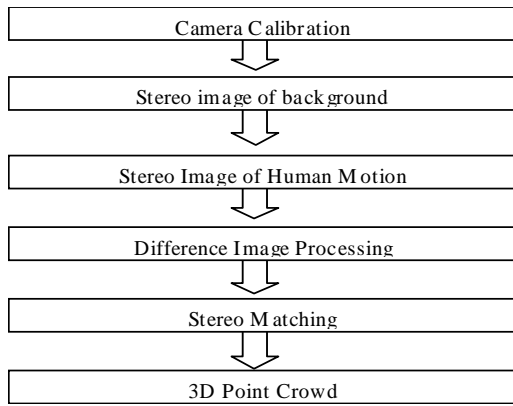 Camera Calibration
Stereo image of background
Stereo Image of Human Motion
Difference Image Processing
Stereo Matching
3D Point Crowd